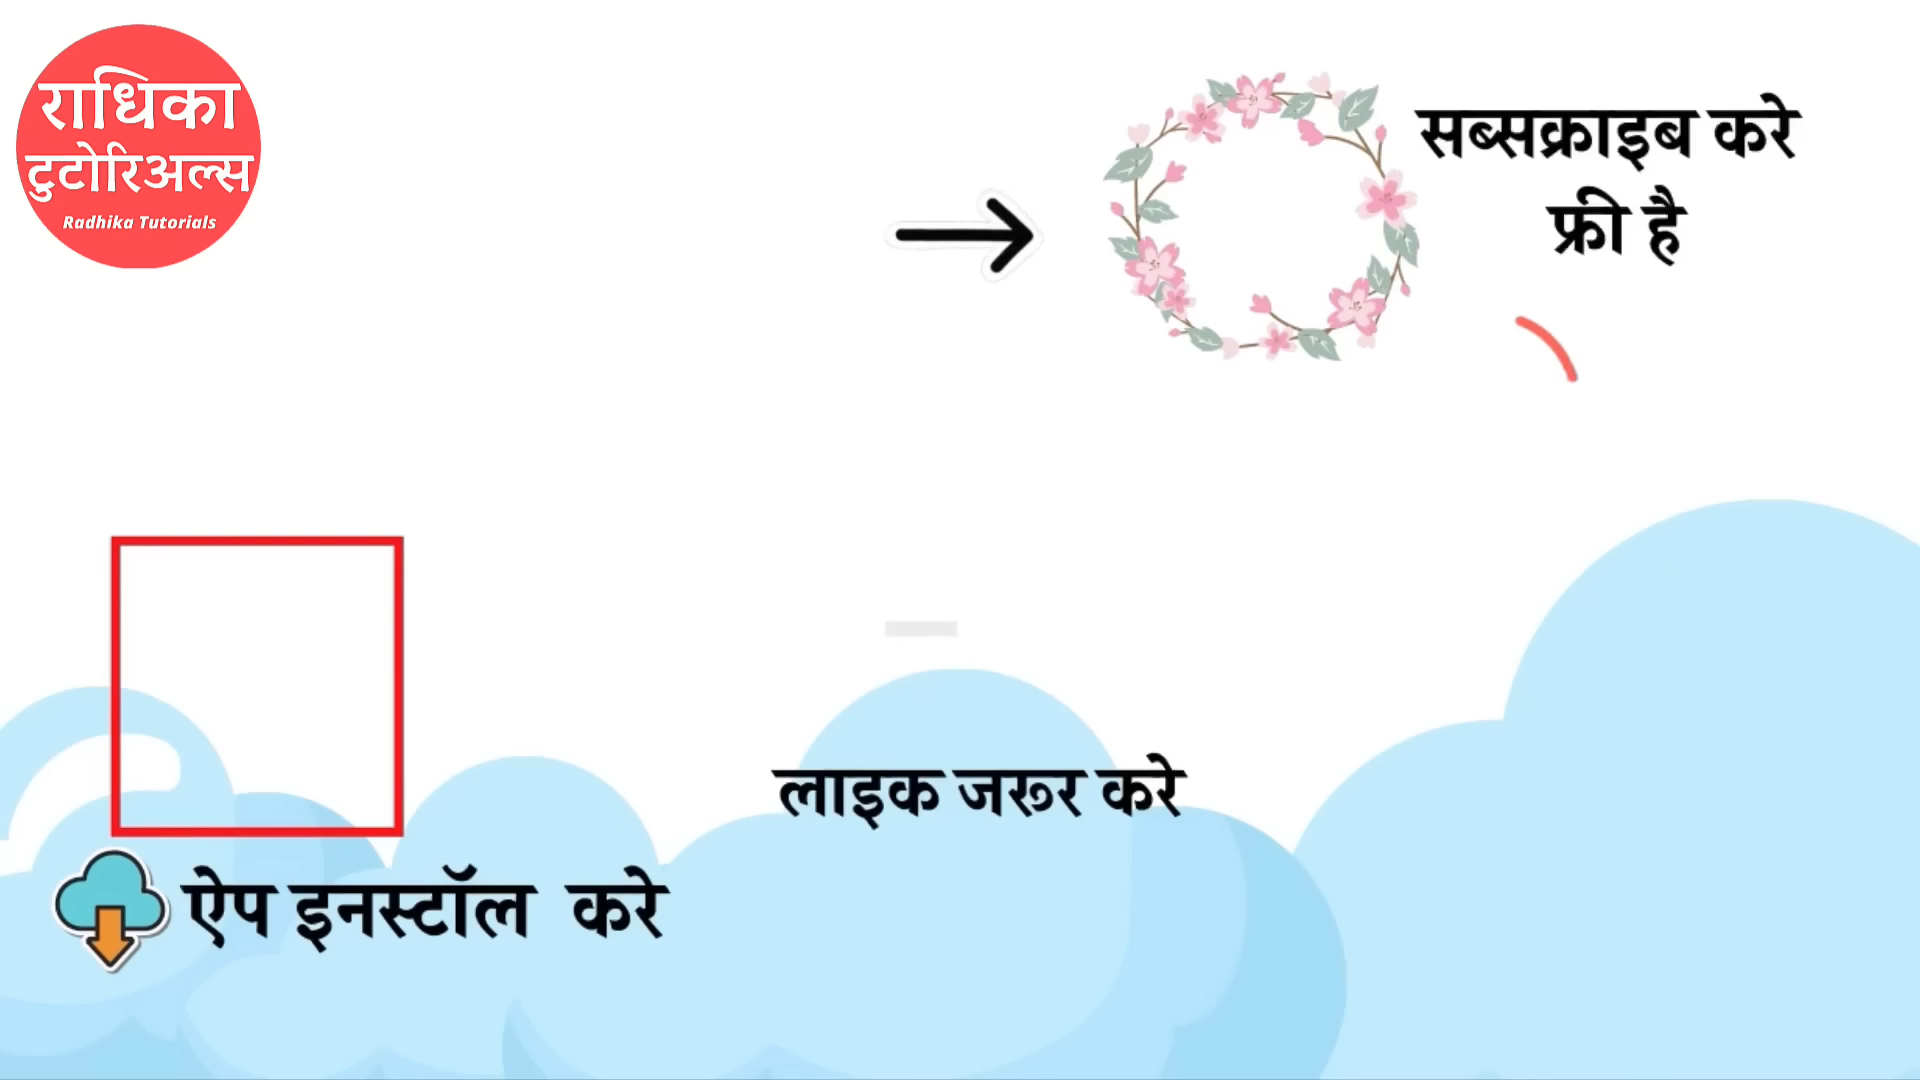 राधिका
टुटोरिअल्स
Radhika Tutorials
सब्सक्राइब करे
फ्री है
लाइक जरूर करे
ऐप इनस्टॉल करे